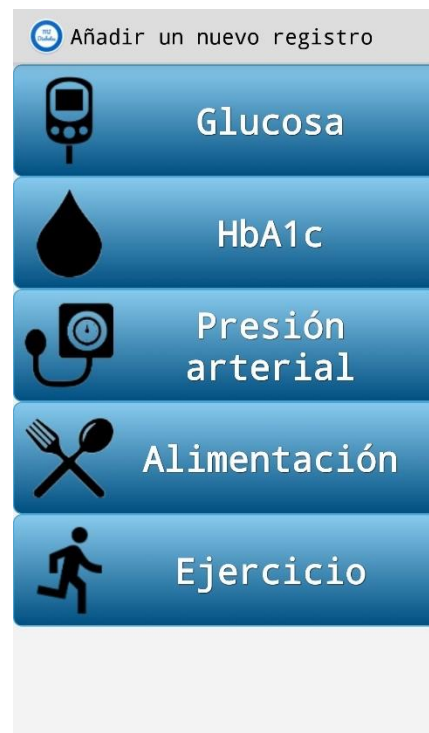 Añadir un nuevo registro
Glucosa
HbA1c
Presión
arterial
Alimentación
Ejercicio